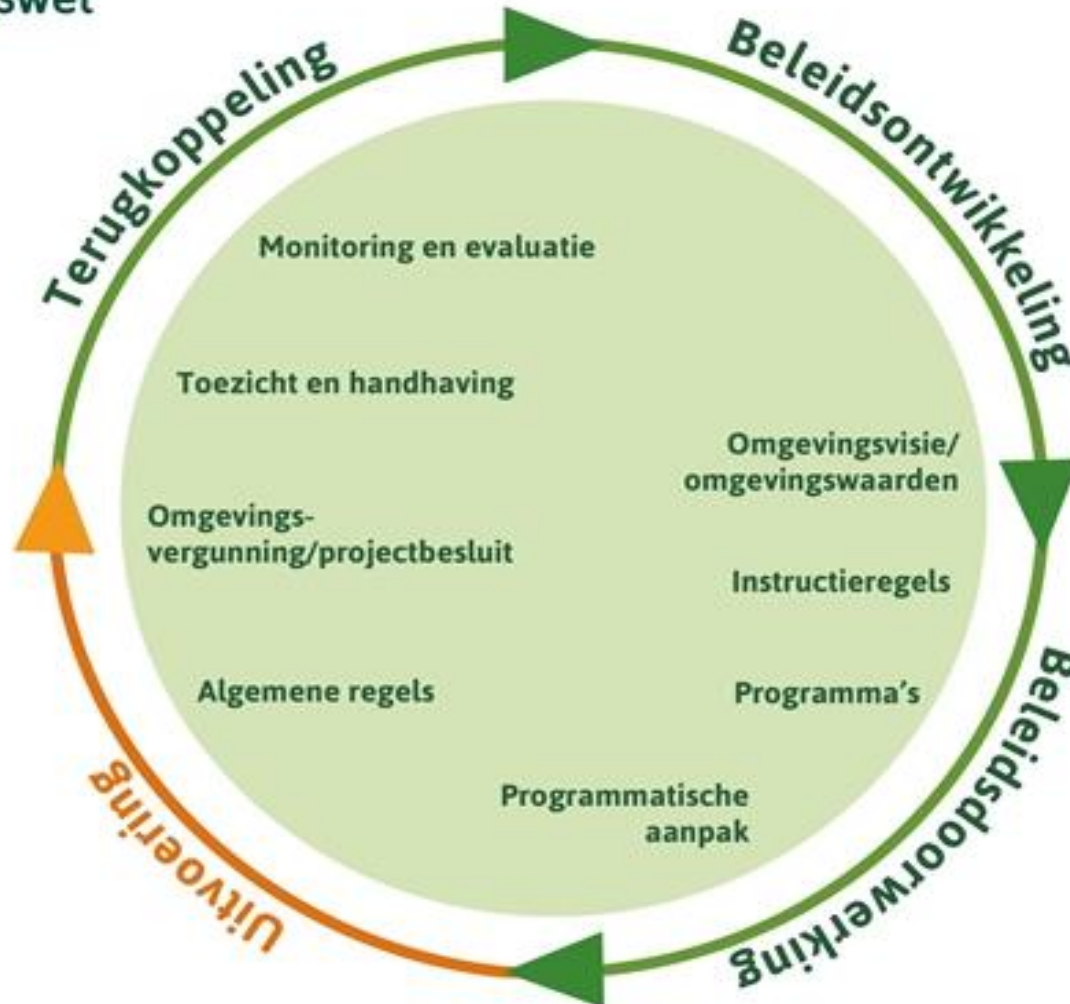 Terugkoppeling
Beleidsontwikkeling
Monitoring en evaluatie
Toezicht en handhaving
Omgevingsvisie/
omgevingswaarden
Omgevings-
vergunning/projectbesluit
Instructieregels
Algemene regels
Programma's
Programmatische
aanpak
Uitvoering
Beleidsdoorwerking